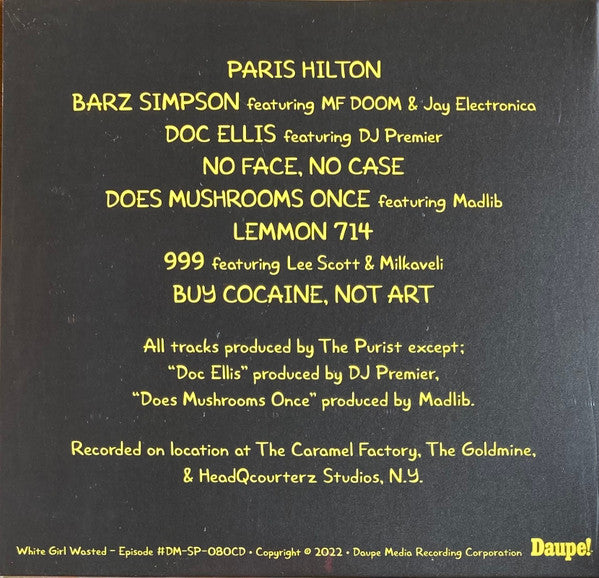 PARIS HILTON
BARZ SIMPSON featuring MF DOOM & Jay Electronica
DOC ELLIS featuring DJ Premier
NO FACE, NO CASE
DOES MUSHROOMS ONCE featuring Madlib
LEMMON 714
999 featuring Lee Scott & Milkaveli
BUY COCAINE, NOT ART
All tracks produced by The Purist except;
“Doc Ellis” produced by DJ Premier,
“Does Mushrooms Once” produced by Madlib.
Recorded on location at The Caramel Factory, The Goldmine,
& HeadQcourterz Studios, N.Y.
White Girl Wasted – Episode #DM-SP-080CD • Copyright © 2022 • Daupe Media Recording Corporation Daupe!